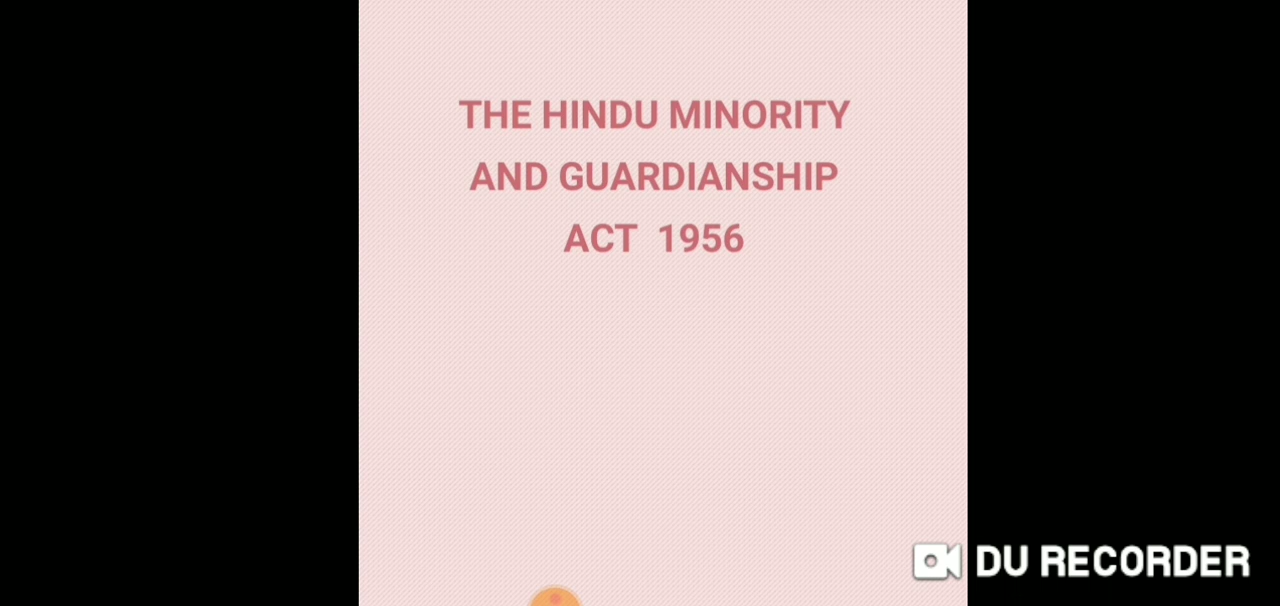 THE HINDU MINORITY
AND GUARDIANSHIP
ACT 1956
DU RECORDER